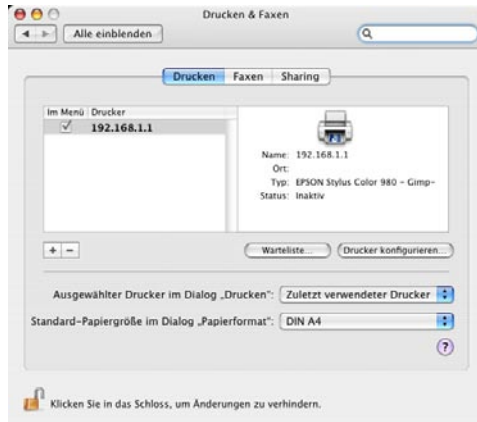 Drucken & Faxen
Alle einblenden
Drucken Faxen Sharing
Im Menü Drucker
192.168.1.1
Name: 192.168.1.1
Ort:
Typ: EPSON Stylus Color 980 - Gimp-
Status: Inaktiv
+ -
Warteliste... Drucker konfigurieren...
Ausgewählter Drucker im Dialog „Drucken“: Zuletzt verwendeter Drucker
Standard-Papiergröße im Dialog „Papierformat“: DIN A4
?
Klicken Sie in das Schloss, um Änderungen zu verhindern.